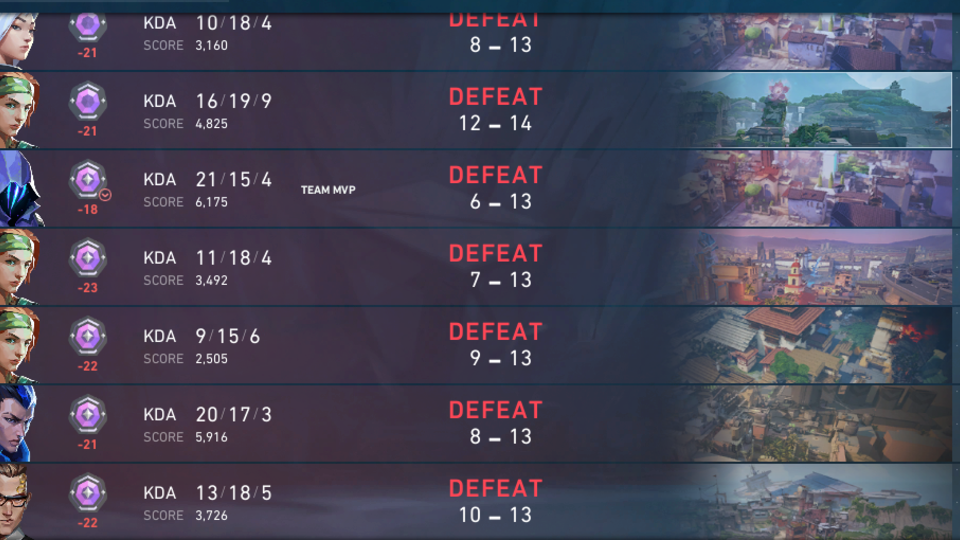 KDA 10/18/4
DEFEAT
-21
SCORE 3,160
8 – 13
KDA 16/19/9
DEFEAT
-21
SCORE 4,825
12 – 14
KDA 21/15/4
TEAM MVP
DEFEAT
-18
SCORE 6,175
6 – 13
KDA 11/18/4
DEFEAT
-23
SCORE 3,492
7 – 13
KDA 9/15/6
DEFEAT
-22
SCORE 2,505
9 – 13
KDA 20/17/3
DEFEAT
-21
SCORE 5,916
8 – 13
KDA 13/18/5
DEFEAT
-22
SCORE 3,726
10 – 13